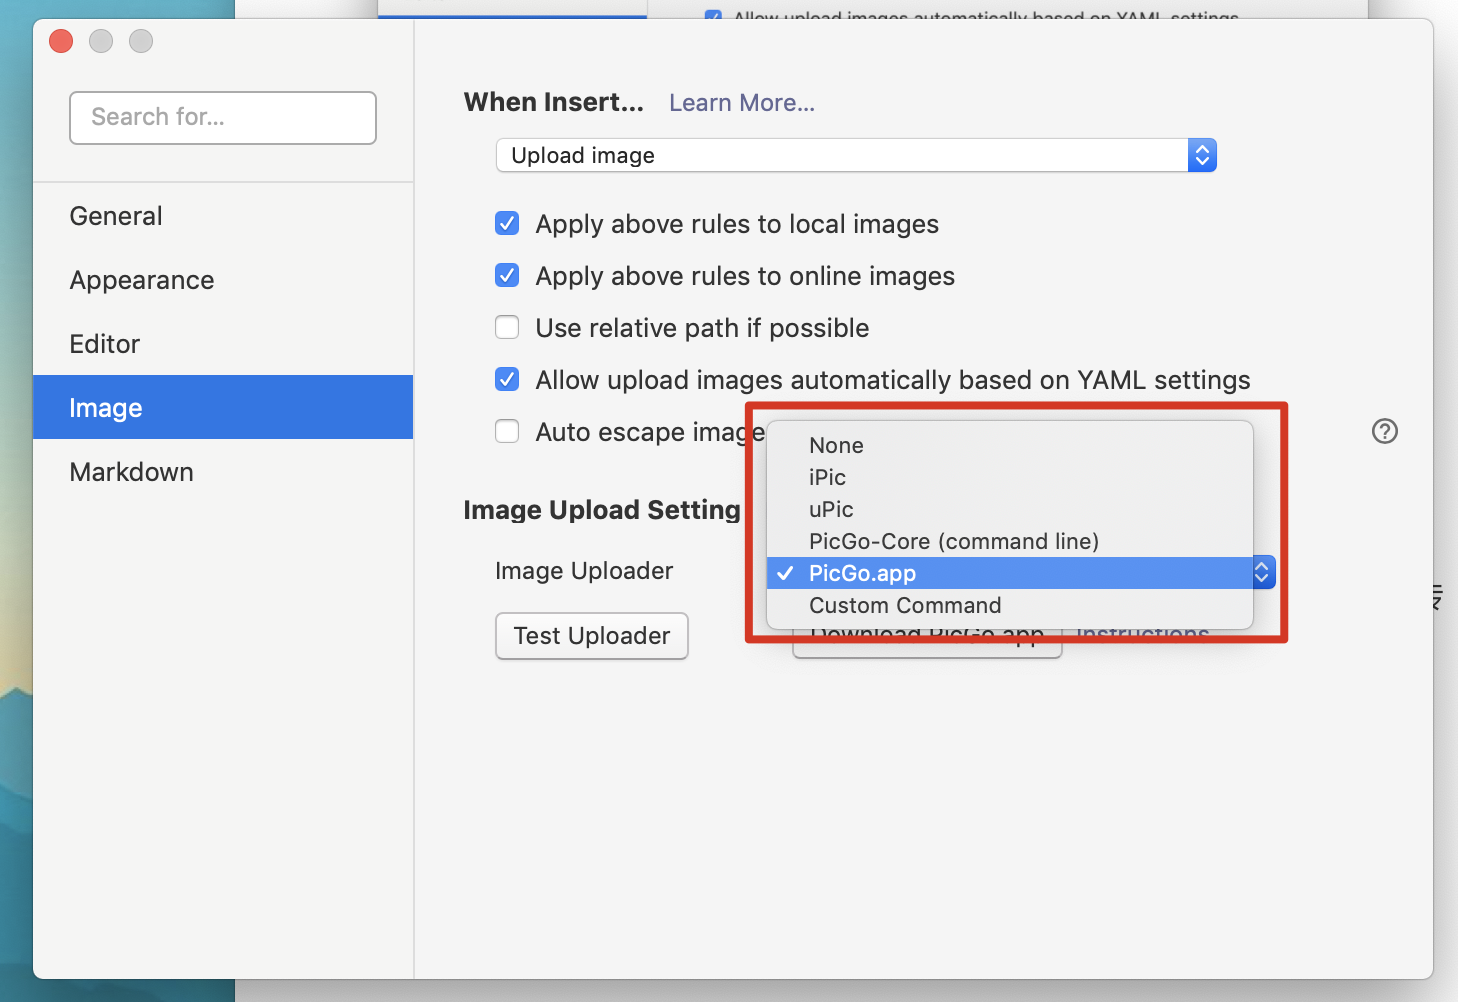 Allow upload images automatically based on YAML settings
Search for...
General
Appearance
Editor
Image
Markdown
When Insert... Learn More...
Upload image
Apply above rules to local images
Apply above rules to online images
Use relative path if possible
Allow upload images automatically based on YAML settings
Auto escape image
Image Upload Setting
Image Uploader
Test Uploader
None
iPic
uPic
PicGo-Core (command line)
PicGo.app
Custom Command
Download PicGo.app Instructions